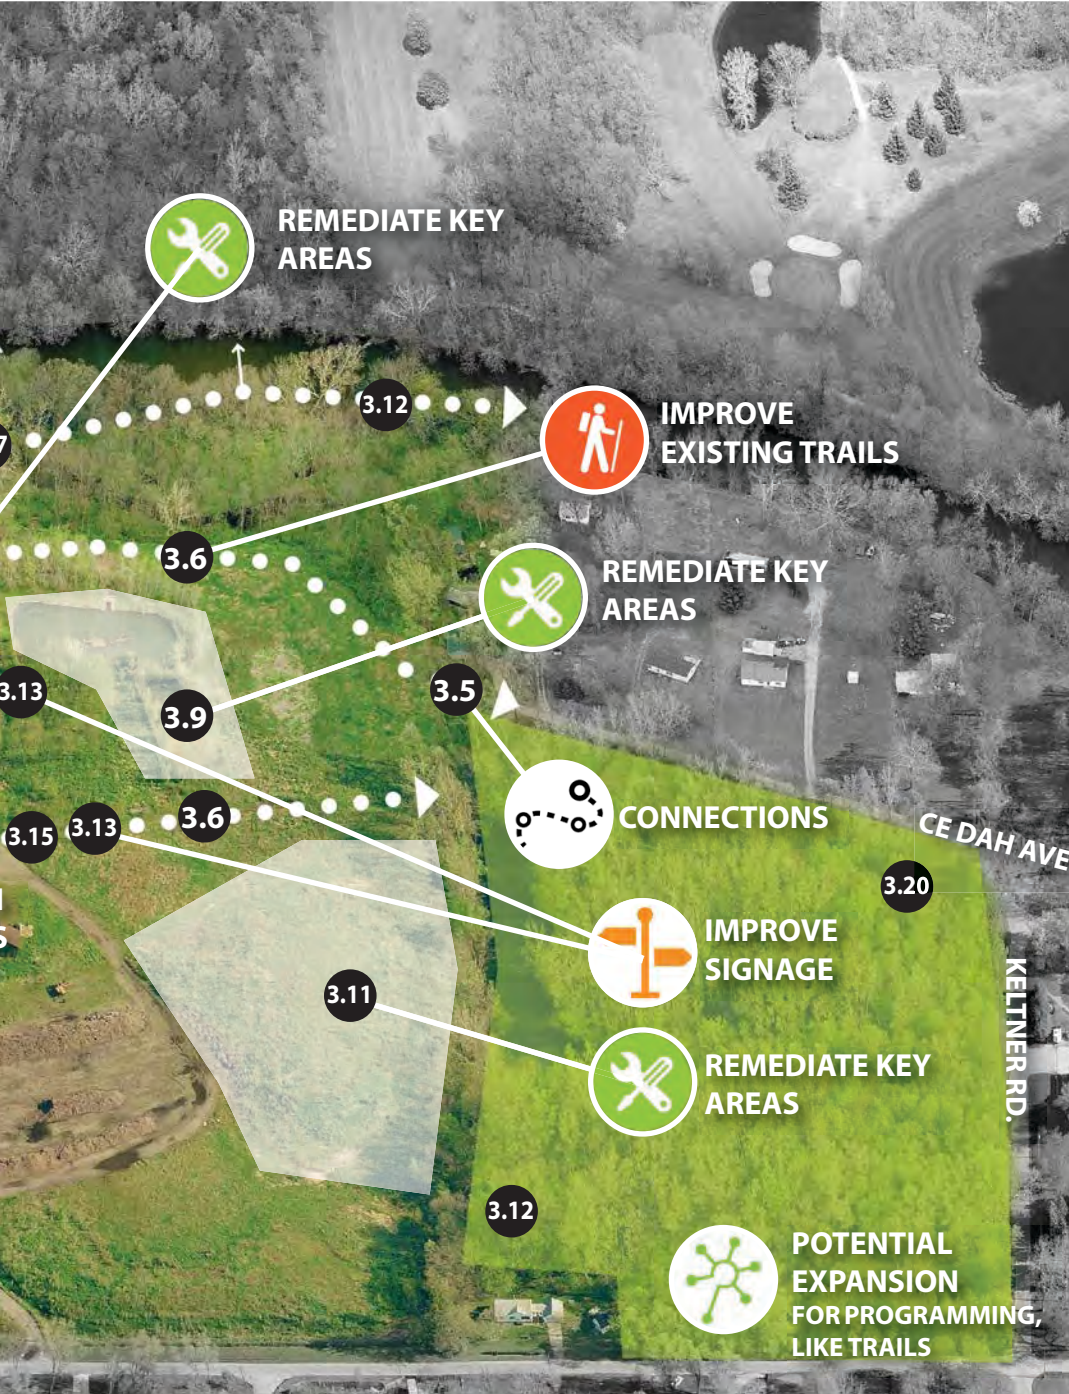 REMEDIATE KEY
AREAS
3.12
7
IMPROVE
EXISTING TRAILS
3.6
REMEDIATE KEY
AREAS
3.13
3.9
3.5
CONNECTIONS
3.15
3.13
3.6
CE DAH AVE
3.20
S
IMPROVE
SIGNAGE
3.11
KELTNER RD.
REMEDIATE KEY
AREAS
3.12
POTENTIAL
EXPANSION
FOR PROGRAMMING,
LIKE TRAILS